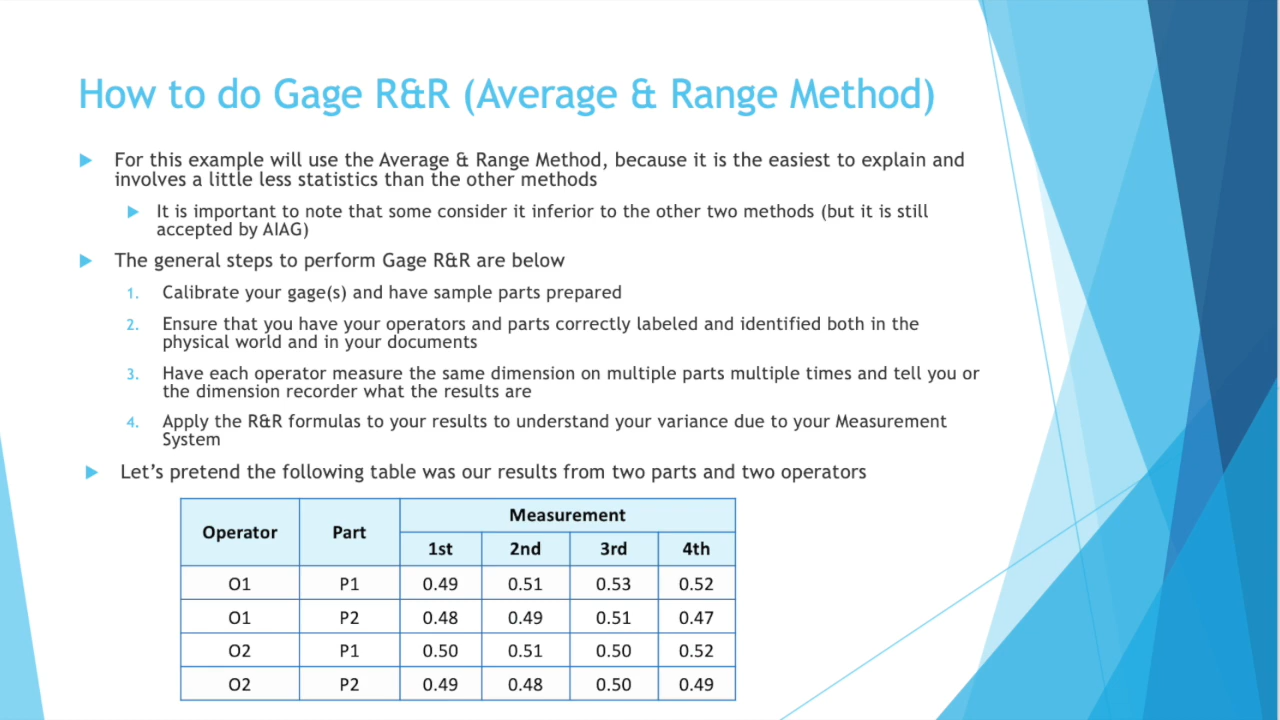 How to do Gage R&R (Average & Range Method)
For this example will use the Average & Range Method, because it is the easiest to explain and
involves a little less statistics than the other methods
It is important to note that some consider it inferior to the other two methods (but it is still
accepted by AIAG)
The general steps to perform Gage R&R are below
1. Calibrate your gage(s) and have sample parts prepared
2. Ensure that you have your operators and parts correctly labeled and identified both in the
physical world and in your documents
3. Have each operator measure the same dimension on multiple parts multiple times and tell you or
the dimension recorder what the results are
4. Apply the R&R formulas to your results to understand your variance due to your Measurement
System
Let's pretend the following table was our results from two parts and two operators
Operator Part Measurement
1st 2nd 3rd 4th
O1 P1 0.49 0.51 0.53 0.52
O1 P2 0.48 0.49 0.51 0.47
O2 P1 0.50 0.51 0.50 0.52
O2 P2 0.49 0.48 0.50 0.49